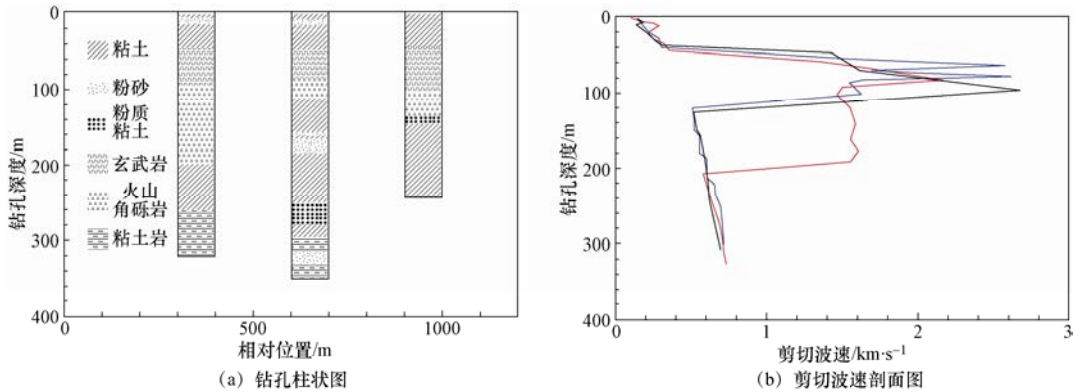 0
100
200
300
400
钻孔深度/m
粘土
粉砂
粉质
粘土
玄武岩
火山
角砾岩
粘土岩
0
500
1000
相对位置/m
(a) 钻孔柱状图
0
100
200
300
400
钻孔深度/m
0
1
2
3
剪切波速/km·s⁻¹
(b) 剪切波速剖面图